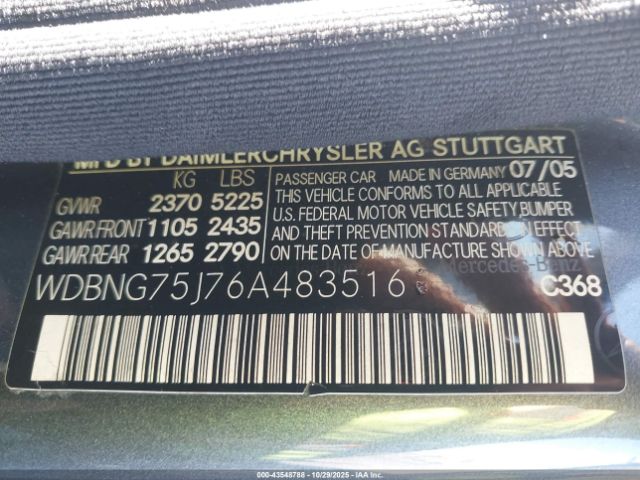 MFD BY DAIMLERCHRYSLER AG STUTTGART
KG LBS
GVWR 2370 5225
GAWR FRONT 1105 2435
GAWR REAR 1265 2790
PASSENGER CAR MADE IN GERMANY 07/05
THIS VEHICLE CONFORMS TO ALL APPLICABLE
U.S. FEDERAL MOTOR VEHICLE SAFETY, BUMPER
AND THEFT PREVENTION STANDARDS IN
EFFECT ON THE DATE OF MANUFACTURE
SHOWN ABOVE.
Mercedes-Benz
WDBNG75J76A483516
C368
000-43548788 - 10/29/2025 - IAA Inc.